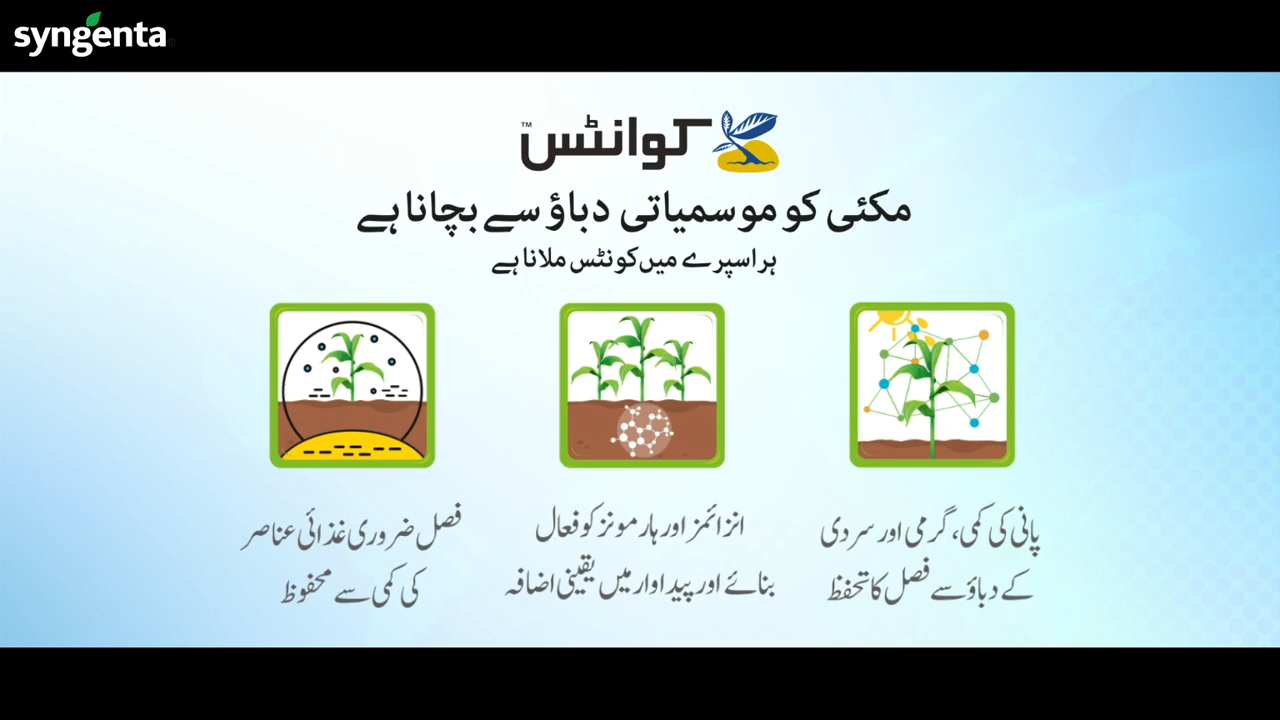 syngenta
کوانٹس™
مکئی کو موسمیاتی دباؤ سے بچانا ہے
ہر اسپرے میں کونٹس ملانا ہے
پانی کی کمی، گرمی اور سردی
کے دباؤ سے فصل کا تحفظ
انزائمز اور ہارمونز کو فعال
بنائے اور پیداوار میں یقینی اضافہ
فصل ضروری غذائی عناصر
کی کمی سے محفوظ